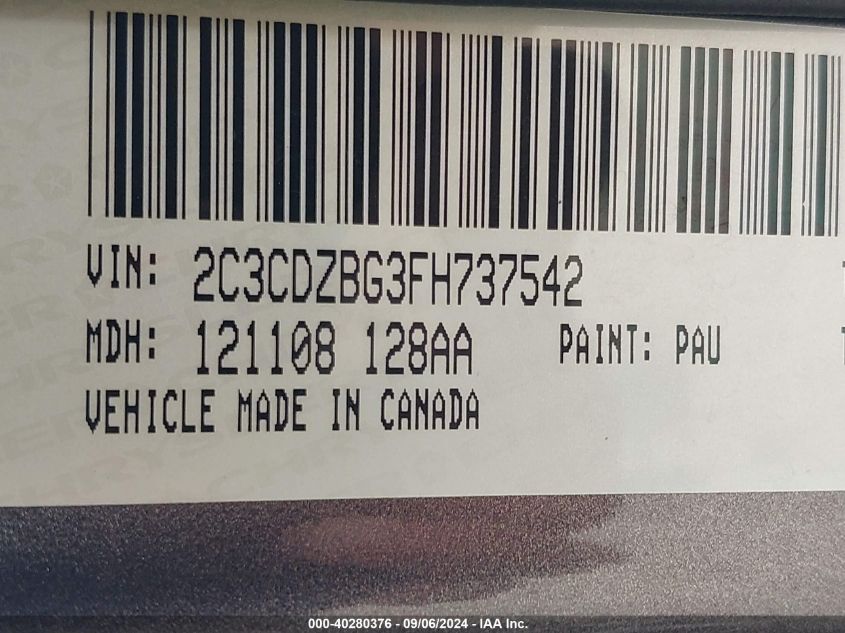 VIN: 2C3CDZBG3FH737542
MDH: 121108 128AA PAINT: PAU
VEHICLE MADE IN CANADA
000-40280376 - 09/06/2024 - IAA Inc.